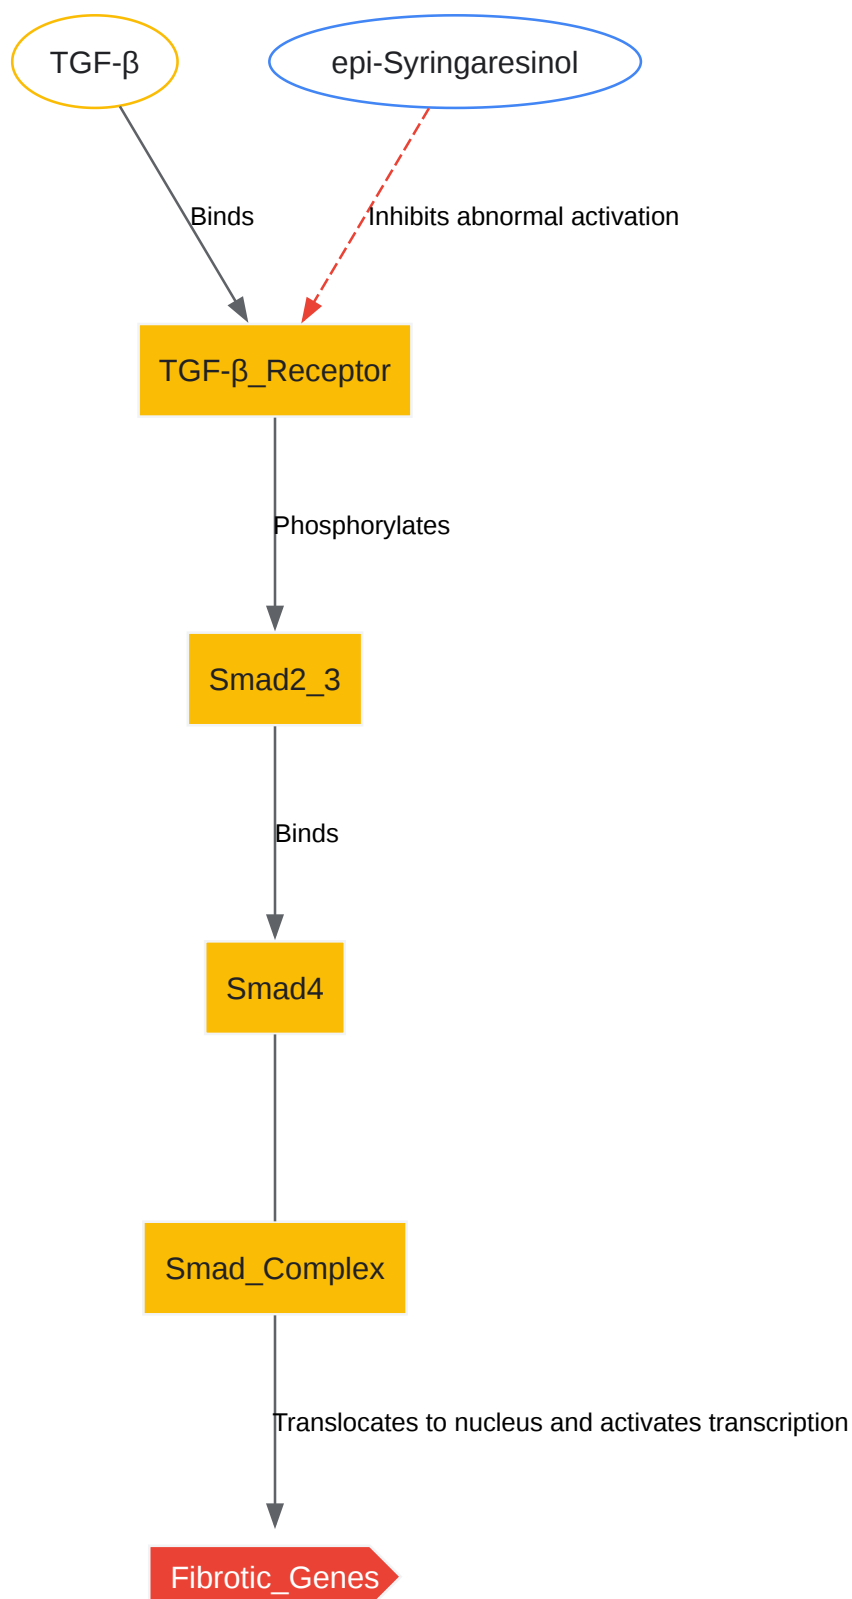 TGF-β
epi-Syringaresinol
Binds
Inhibits abnormal activation
TGF-β_Receptor
Phosphorylates
Smad2_3
Binds
Smad4
Smad_Complex
Translocates to nucleus and activates transcription
Fibrotic_Genes